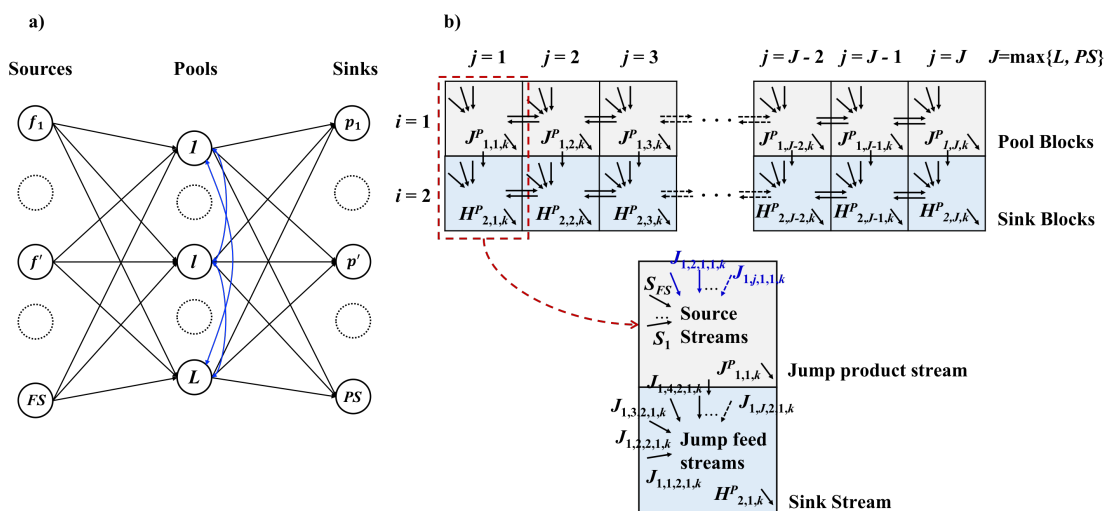 a)
Sources Pools Sinks
f₁ 1 p₁
f' l p'
FS L PS
b)
j = 1 j = 2 j = 3 j = J - 2 j = J - 1 j = J J=max{L, PS}
i = 1
Jᴾ₁,₁,ₖ Jᴾ₁,₂,ₖ Jᴾ₁,₃,ₖ . . . Jᴾ₁,J-2,ₖ Jᴾ₁,J-1,ₖ Jᴾ₁,J,ₖ Pool Blocks
i = 2
Hᴾ₂,₁,ₖ Hᴾ₂,₂,ₖ Hᴾ₂,₃,ₖ . . . Hᴾ₂,J-2,ₖ Hᴾ₂,J-1,ₖ Hᴾ₂,J,ₖ Sink Blocks
J₁,₂,₁,₁,ₖ
S_FS ... J₁,j,₁,₁,ₖ
... Source
S₁ Streams
Jᴾ₁,₁,ₖ Jump product stream
J₁,₄,₂,₁,ₖ
J₁,₃,₂,₁,ₖ ... J₁,J,₂,₁,ₖ
J₁,₂,₂,₁,ₖ Jump feed
streams
J₁,₁,₂,₁,ₖ
Hᴾ₂,₁,ₖ Sink Stream